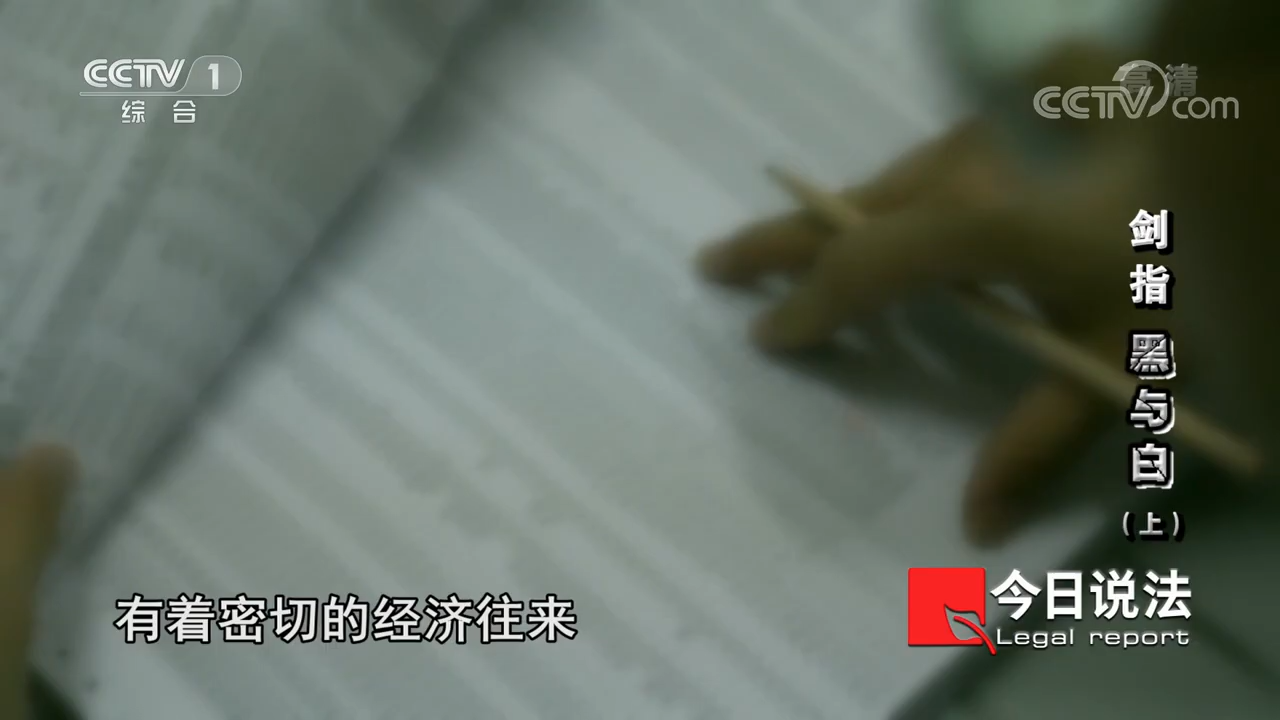 CCTV 1
综合
高清
CCTV com
剑指 黑与白
(上)
有着密切的经济往来
今日说法
Legal report